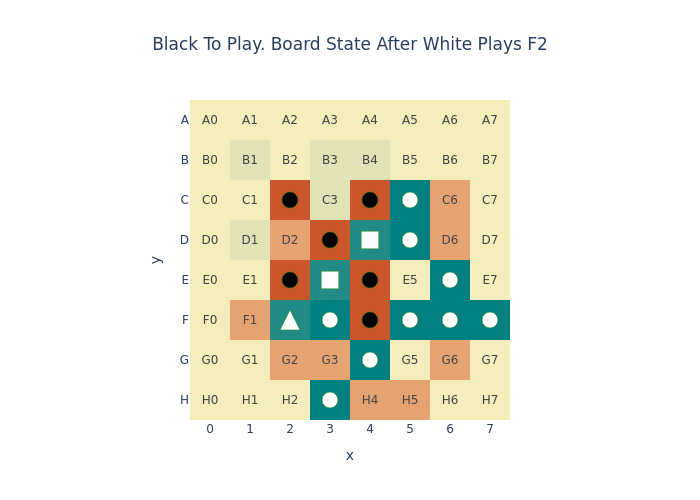 Black To Play. Board State After White Plays F2
A A0 A1 A2 A3 A4 A5 A6 A7
B B0 B1 B2 B3 B4 B5 B6 B7
C C0 C1 C3 C6 C7
D D0 D1 D2 D6 D7
E E0 E1 E5 E7
F F0 F1
G G0 G1 G2 G3 G5 G6 G7
H H0 H1 H2 H4 H5 H6 H7
0 1 2 3 4 5 6 7
x
y